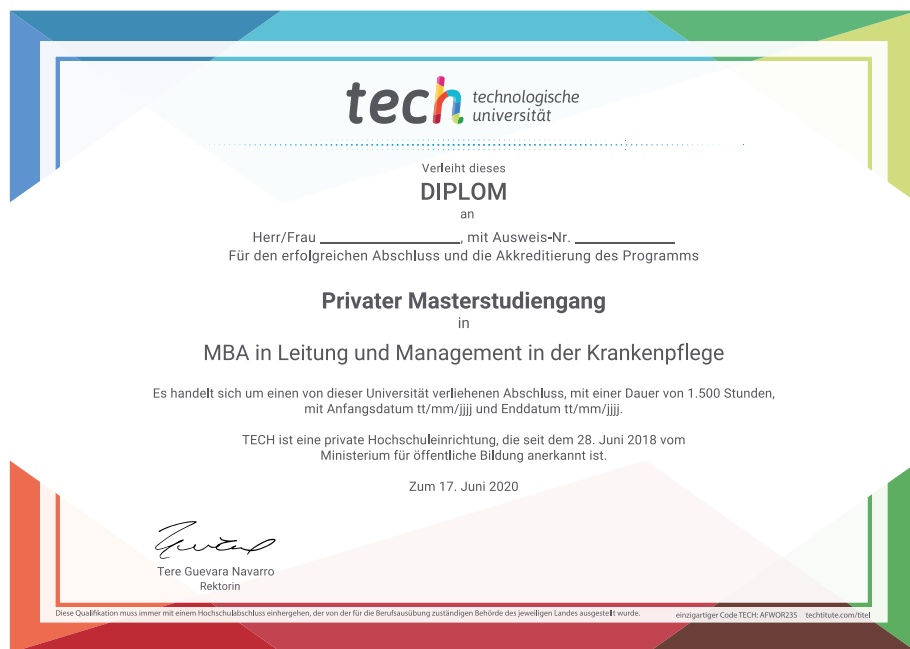 tech technologische
universität
Verleiht dieses
DIPLOM
an
Herr/Frau ____________________, mit Ausweis-Nr. ______________
Für den erfolgreichen Abschluss und die Akkreditierung des Programms
Privater Masterstudiengang
in
MBA in Leitung und Management in der Krankenpflege
Es handelt sich um einen von dieser Universität verliehenen Abschluss, mit einer Dauer von 1.500 Stunden,
mit Anfangsdatum tt/mm/jjjj und Enddatum tt/mm/jjjj.
TECH ist eine private Hochschuleinrichtung, die seit dem 28. Juni 2018 vom
Ministerium für öffentliche Bildung anerkannt ist.
Zum 17. Juni 2020
Tere Guevara Navarro
Rektorin
Diese Qualifikation muss immer mit einem Hochschulabschluss einhergehen, der von der für die Berufsausübung zuständigen Behörde des jeweiligen Landes ausgestellt wurde.
einzigartiger Code TECH: AFWOR23S techtitute.com/titel